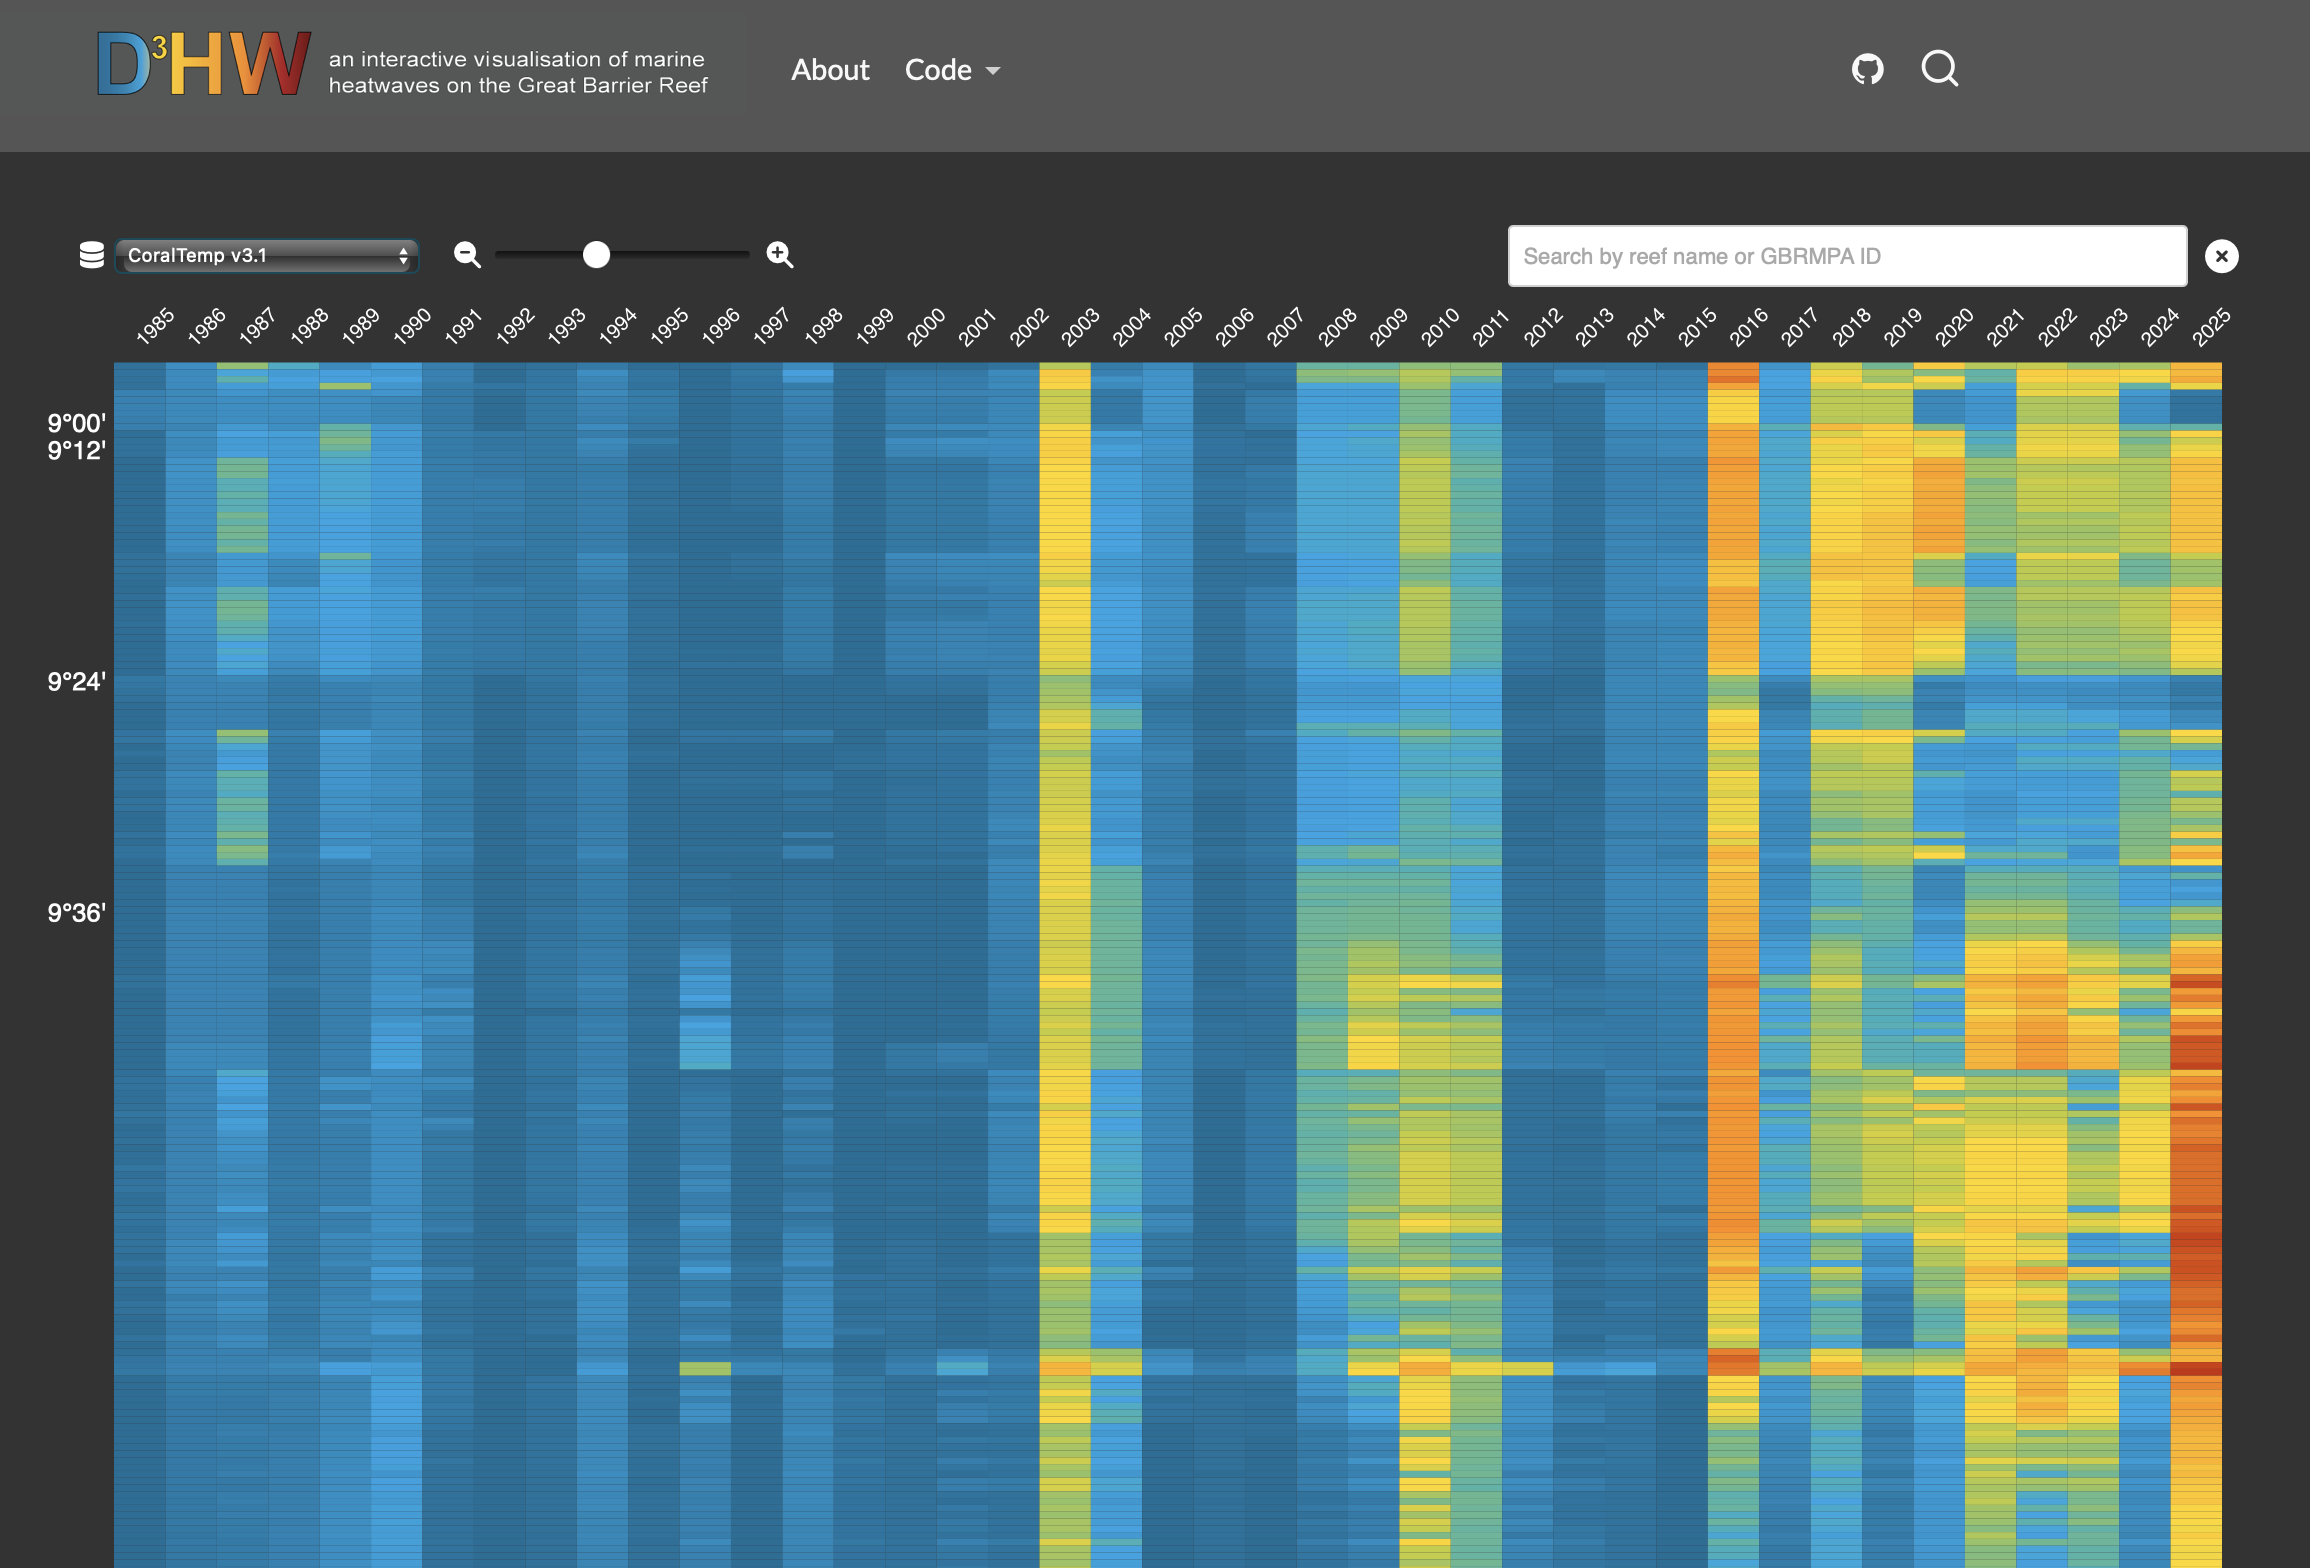 D³HW
an interactive visualisation of marine
heatwaves on the Great Barrier Reef
About
Code
CoralTemp v3.1
Search by reef name or GBRMPA ID
1985 1986 1987 1988 1989 1990 1991 1992 1993 1994 1995 1996 1997 1998 1999 2000 2001 2002 2003 2004 2005 2006 2007 2008 2009 2010 2011 2012 2013 2014 2015 2016 2017 2018 2019 2020 2021 2022 2023 2024 2025
9°00'
9°12'
9°24'
9°36'